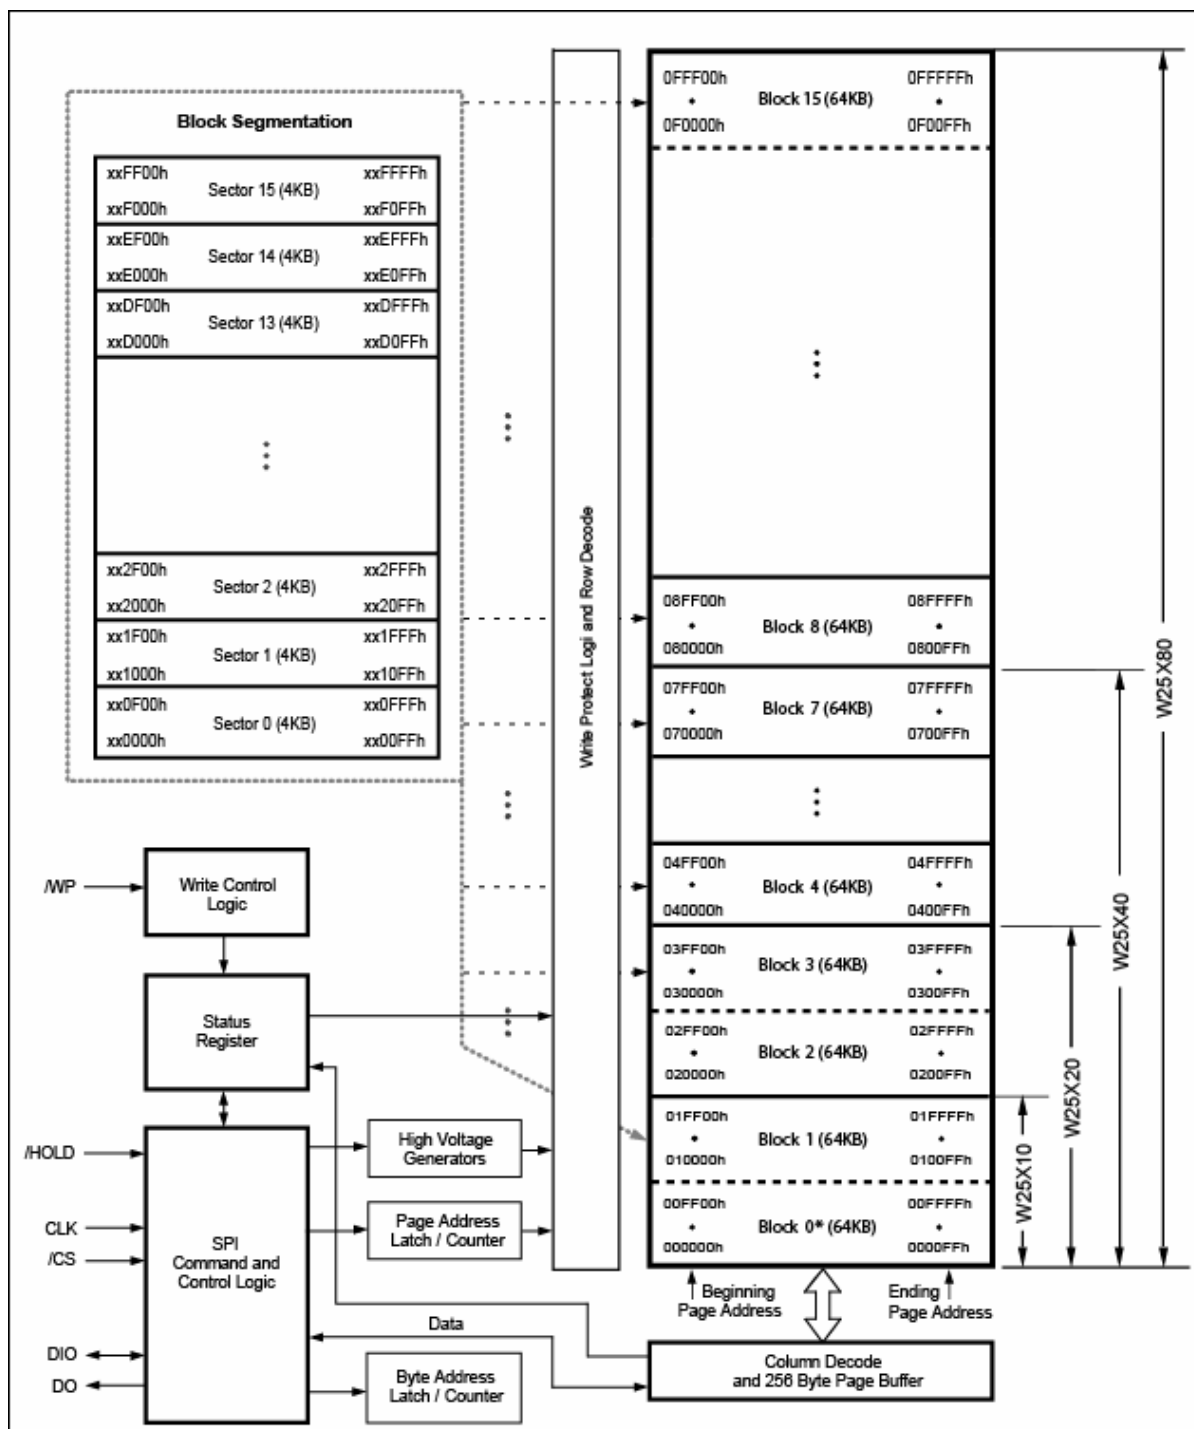 Block Segmentation
xxFF00h xxFFFFh
Sector 15 (4KB)
xxF000h xxF0FFh
xxEF00h xxEFFFh
Sector 14 (4KB)
xxE000h xxE0FFh
xxDF00h xxDFFFh
Sector 13 (4KB)
xxD000h xxD0FFh
xx2F00h xx2FFFh
Sector 2 (4KB)
xx2000h xx20FFh
xx1F00h xx1FFFh
Sector 1 (4KB)
xx1000h xx10FFh
xx0F00h xx0FFFh
Sector 0 (4KB)
xx0000h xx00FFh
Write Protect Logi and Row Decode
0FFF00h 0FFFFFh
Block 15 (64KB)
0F0000h 0F00FFh
08FF00h 08FFFFh
Block 8 (64KB)
080000h 0800FFh
07FF00h 07FFFFh
Block 7 (64KB)
070000h 0700FFh
04FF00h 04FFFFh
Block 4 (64KB)
040000h 0400FFh
03FF00h 03FFFFh
Block 3 (64KB)
030000h 0300FFh
02FF00h 02FFFFh
Block 2 (64KB)
020000h 0200FFh
01FF00h 01FFFFh
Block 1 (64KB)
010000h 0100FFh
00FF00h 00FFFFh
Block 0* (64KB)
000000h 0000FFh
W25X10
W25X20
W25X40
W25X80
Beginning
Page Address
Ending
Page Address
/WP
Write Control
Logic
Status
Register
/HOLD
CLK
/CS
DIO
DO
SPI
Command and
Control Logic
High Voltage
Generators
Page Address
Latch / Counter
Data
Byte Address
Latch / Counter
Column Decode
and 256 Byte Page Buffer